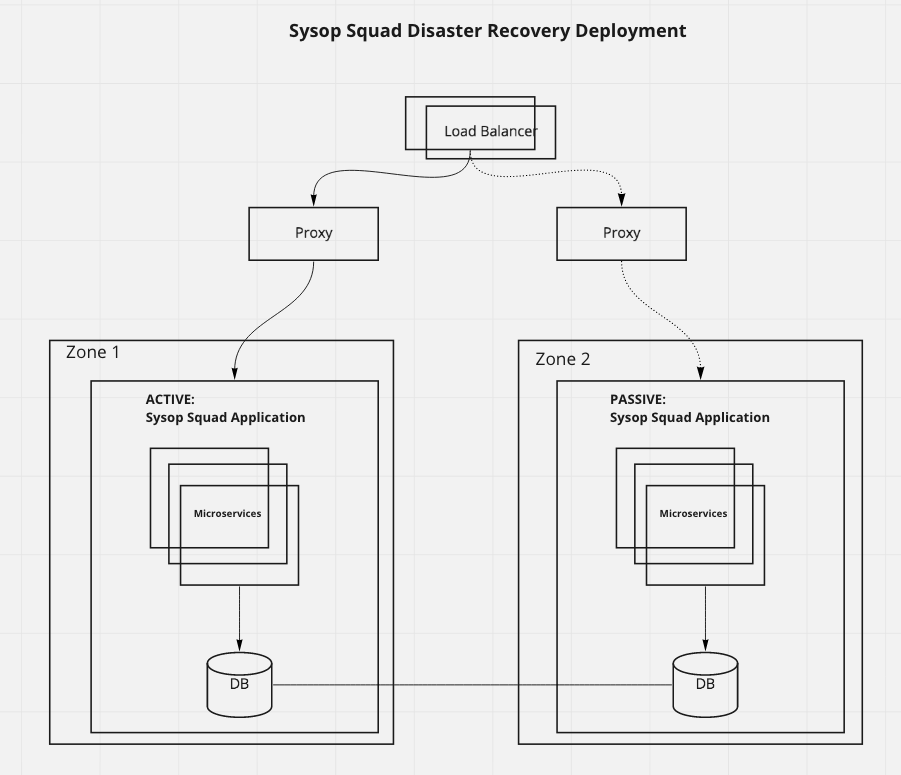 Sysop Squad Disaster Recovery Deployment
Load Balancer
Proxy
Proxy
Zone 1
ACTIVE:
Sysop Squad Application
Microservices
DB
Zone 2
PASSIVE:
Sysop Squad Application
Microservices
DB